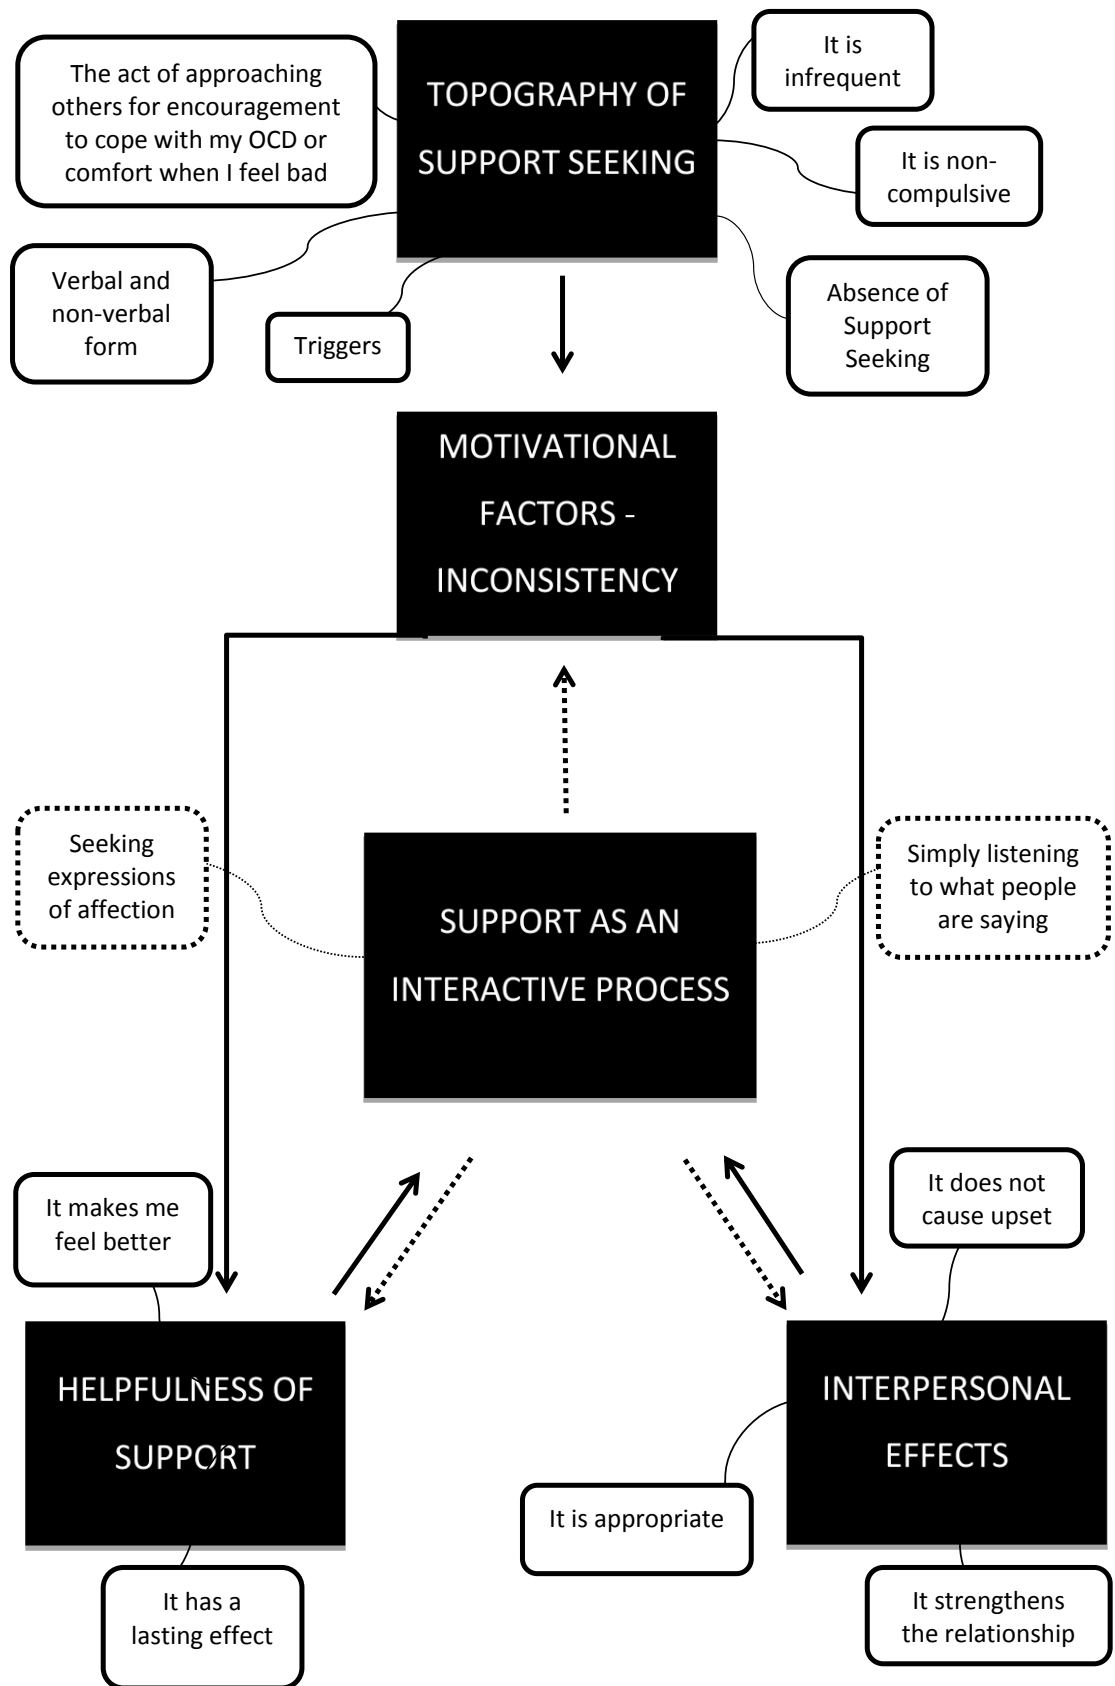 The act of approaching
others for encouragement
to cope with my OCD or
comfort when I feel bad
TOPOGRAPHY OF
SUPPORT SEEKING
It is
infrequent
It is non-
compulsive
Verbal and
non-verbal
form
Triggers
Absence of
Support
Seeking
MOTIVATIONAL
FACTORS -
INCONSISTENCY
Seeking
expressions
of affection
SUPPORT AS AN
INTERACTIVE PROCESS
Simply listening
to what people
are saying
It makes me
feel better
It does not
cause upset
HELPFULNESS OF
SUPPORT
INTERPERSONAL
EFFECTS
It is appropriate
It has a
lasting effect
It strengthens
the relationship